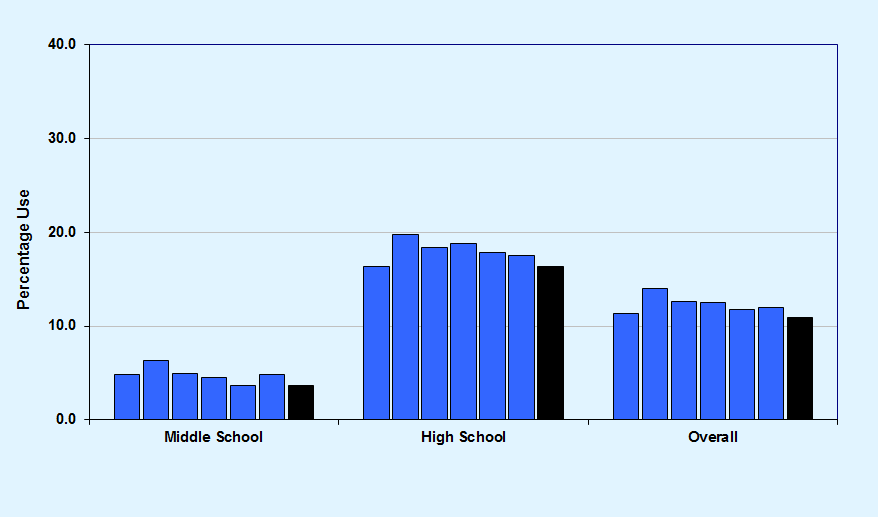 40.0
30.0
20.0
10.0
0.0
Percentage Use
Middle School
High School
Overall